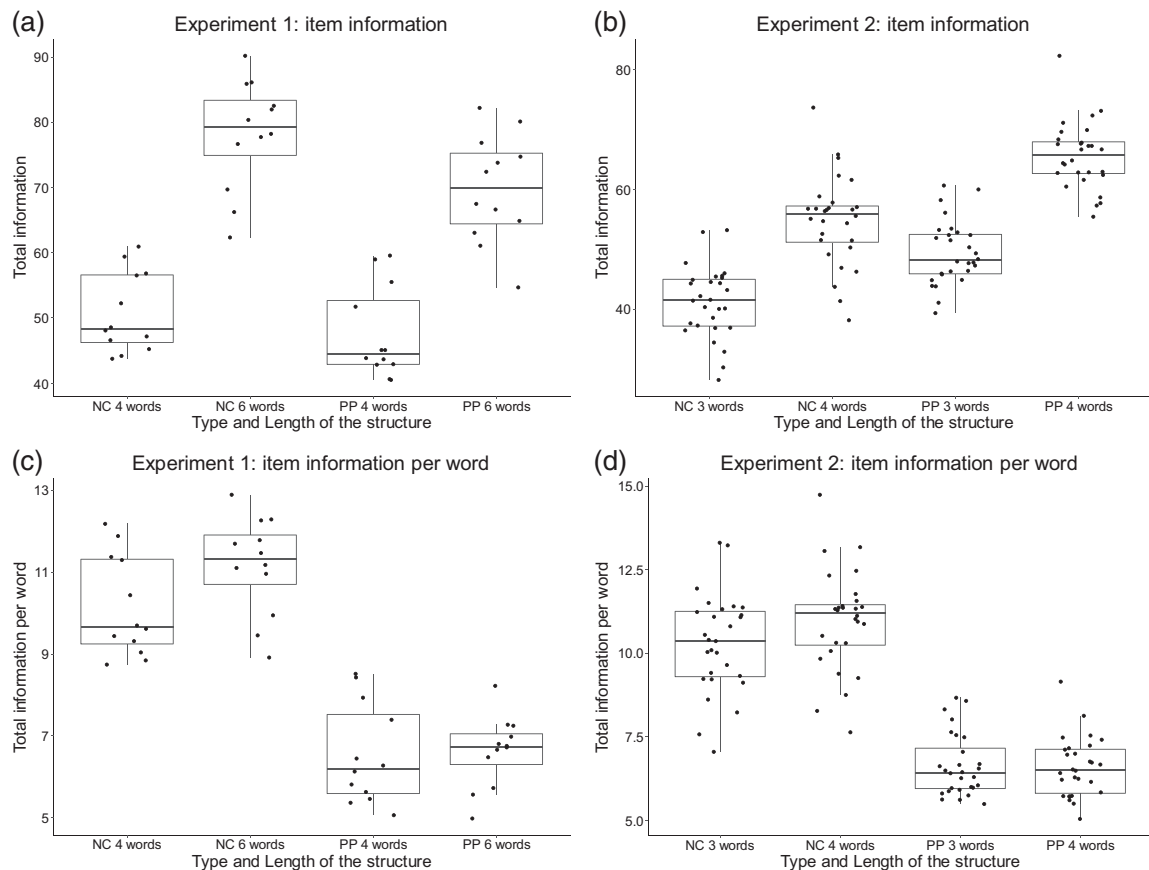 (a)
Experiment 1: item information
Total information
90
80
70
60
50
40
NC 4 words NC 6 words PP 4 words PP 6 words
Type and Length of the structure
(b)
Experiment 2: item information
Total information
80
60
40
NC 3 words NC 4 words PP 3 words PP 4 words
Type and Length of the structure
(c)
Experiment 1: item information per word
Total information per word
13
11
9
7
5
NC 4 words NC 6 words PP 4 words PP 6 words
Type and Length of the structure
(d)
Experiment 2: item information per word
Total information per word
15.0
12.5
10.0
7.5
5.0
NC 3 words NC 4 words PP 3 words PP 4 words
Type and Length of the structure